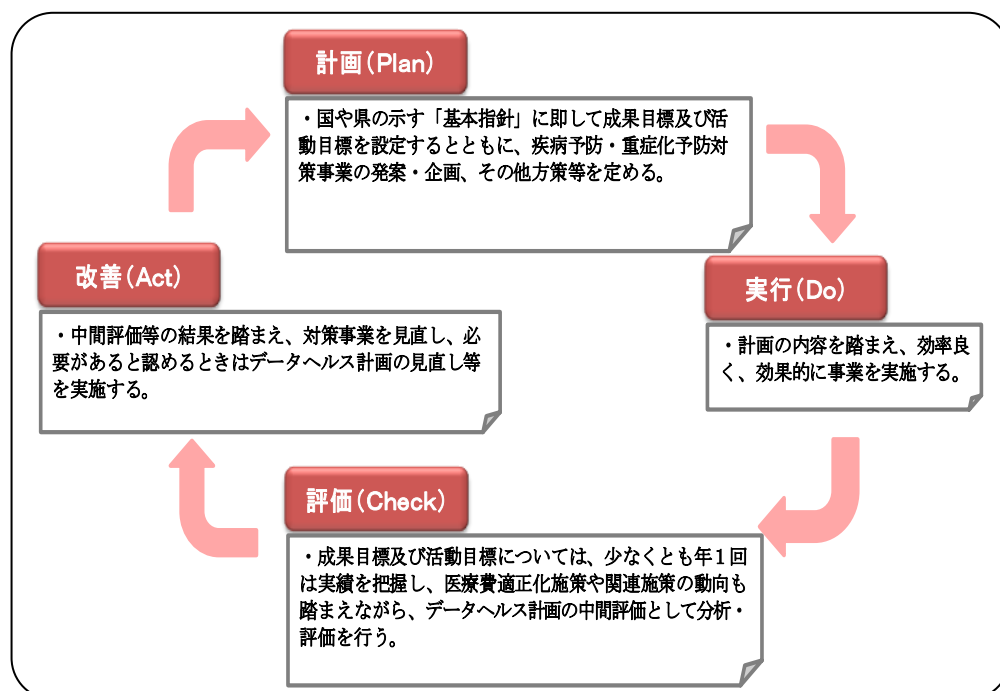 計画(Plan)
・国や県の示す「基本指針」に即して成果目標及び活
動目標を設定するとともに、疾病予防・重症化予防対
策事業の発案・企画、その他方策等を定める。
実行(Do)
・計画の内容を踏まえ、効率良
く、効果的に事業を実施する。
評価(Check)
・成果目標及び活動目標については、少なくとも年1回
は実績を把握し、医療費適正化施策や関連施策の動向も
踏まえながら、データヘルス計画の中間評価として分析・
評価を行う。
改善(Act)
・中間評価等の結果を踏まえ、対策事業を見直し、必
要があると認めるときはデータヘルス計画の見直し等
を実施する。